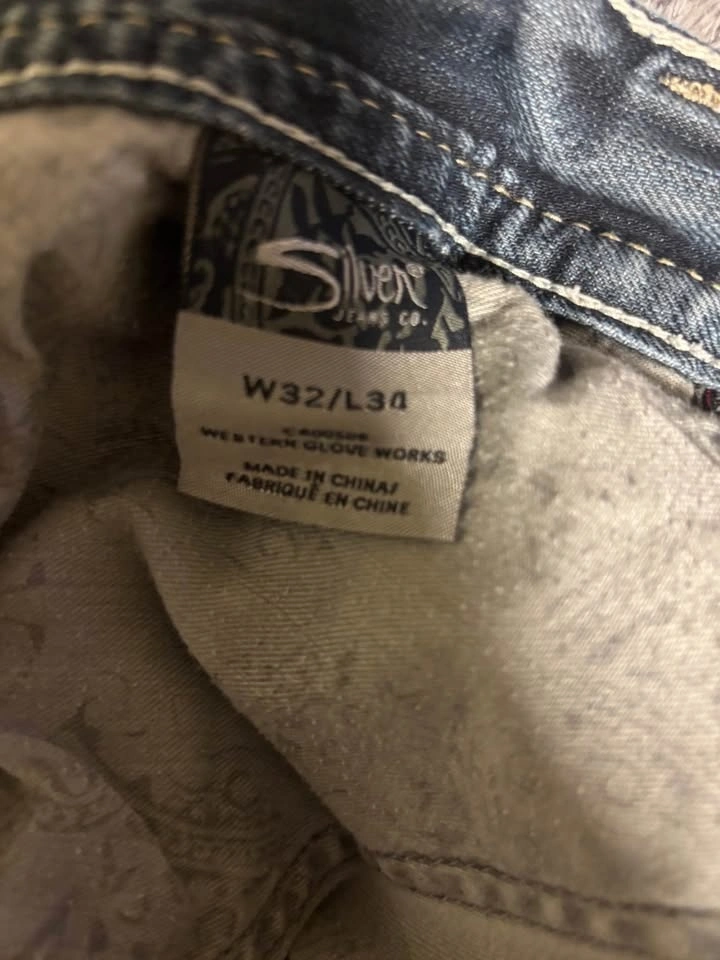 Silver®
JEANS CO.
W32/L34
WESTERN GLOVE WORKS
MADE IN CHINA/
FABRIQUÉ EN CHINE